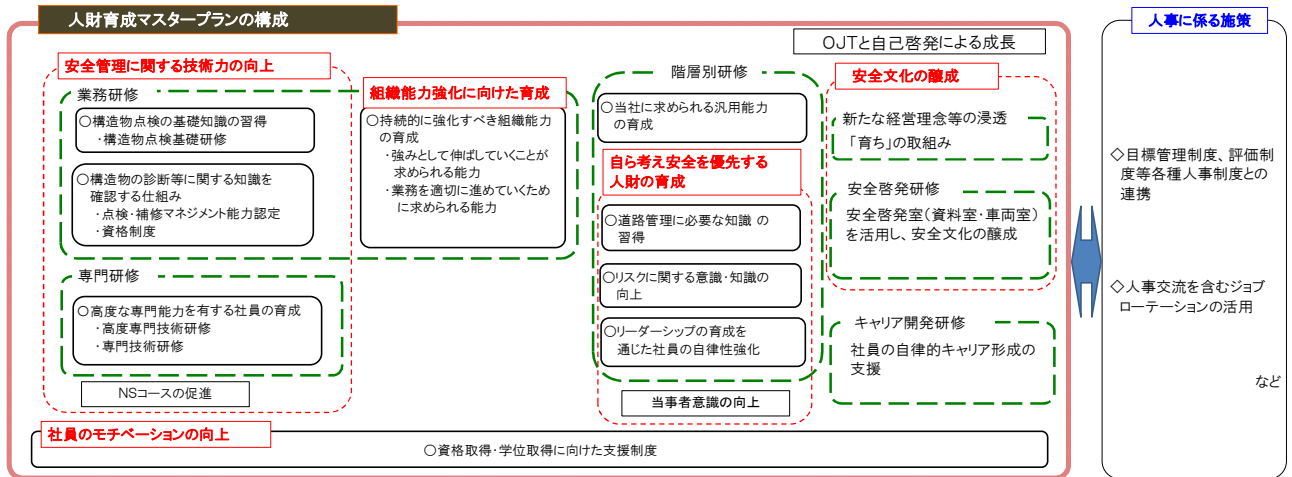 人財育成マスタープランの構成
OJTと自己啓発による成長
安全管理に関する技術力の向上
業務研修
○構造物点検の基礎知識の習得
・構造物点検基礎研修
○構造物の診断等に関する知識を
確認する仕組み
・点検・補修マネジメント能力認定
・資格制度
専門研修
○高度な専門能力を有する社員の育成
・高度専門技術研修
・専門技術研修
NSコースの促進
組織能力強化に向けた育成
○持続的に強化すべき組織能力
の育成
・強みとして伸ばしていくことが
求められる能力
・業務を適切に進めていくため
に求められる能力
階層別研修
○当社に求められる汎用能力
の育成
自ら考え安全を優先する
人財の育成
○道路管理に必要な知識 の
習得
○リスクに関する意識・知識の
向上
○リーダーシップの育成を
通じた社員の自律性強化
当事者意識の向上
安全文化の醸成
新たな経営理念等の浸透
「育ち」の取組み
安全啓発研修
安全啓発室(資料室・車両室)
を活用し、安全文化の醸成
キャリア開発研修
社員の自律的キャリア形成の
支援
社員のモチベーションの向上
○資格取得・学位取得に向けた支援制度
人事に係る施策
◇目標管理制度、評価制
度等各種人事制度との
連携
◇人事交流を含むジョブ
ローテーションの活用
など